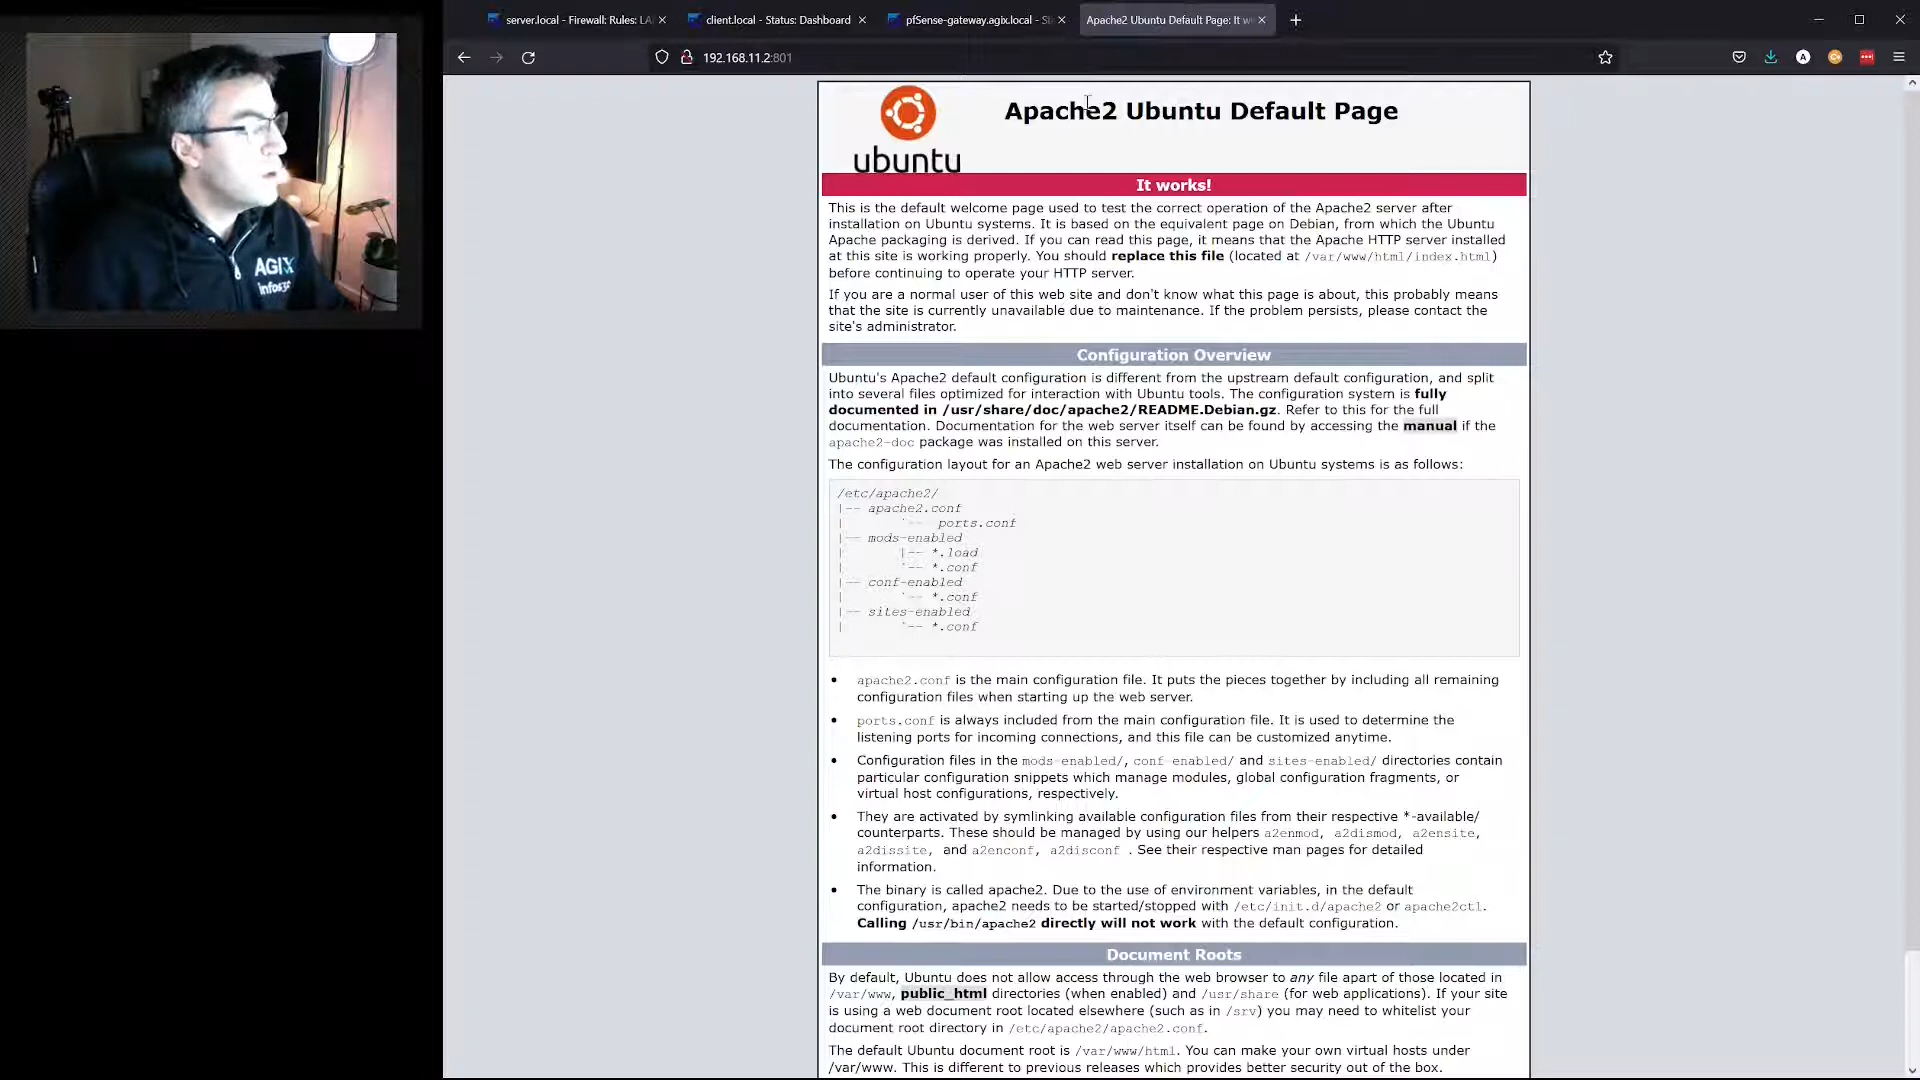 server.local - Firewall: Rules: LA
client.local - Status: Dashboard
pfSense-gateway.agix.local - S
Apache2 Ubuntu Default Page: It w
192.168.11.2:801
AGIX
infosec
ubuntu
Apache2 Ubuntu Default Page
It works!
This is the default welcome page used to test the correct operation of the Apache2 server after
installation on Ubuntu systems. It is based on the equivalent page on Debian, from which the Ubuntu
Apache packaging is derived. If you can read this page, it means that the Apache HTTP server installed
at this site is working properly. You should replace this file (located at /var/www/html/index.html)
before continuing to operate your HTTP server.
If you are a normal user of this web site and don't know what this page is about, this probably means
that the site is currently unavailable due to maintenance. If the problem persists, please contact the
site's administrator.
Configuration Overview
Ubuntu's Apache2 default configuration is different from the upstream default configuration, and split
into several files optimized for interaction with Ubuntu tools. The configuration system is fully
documented in /usr/share/doc/apache2/README.Debian.gz. Refer to this for the full
documentation. Documentation for the web server itself can be found by accessing the manual if the
apache2-doc package was installed on this server.
The configuration layout for an Apache2 web server installation on Ubuntu systems is as follows:
/etc/apache2/
|-- apache2.conf
|       `--  ports.conf
|-- mods-enabled
|       |-- *.load
|       `-- *.conf
|-- conf-enabled
|       `-- *.conf
|-- sites-enabled
|       `-- *.conf
• apache2.conf is the main configuration file. It puts the pieces together by including all remaining
configuration files when starting up the web server.
• ports.conf is always included from the main configuration file. It is used to determine the
listening ports for incoming connections, and this file can be customized anytime.
• Configuration files in the mods-enabled/, conf-enabled/ and sites-enabled/ directories contain
particular configuration snippets which manage modules, global configuration fragments, or
virtual host configurations, respectively.
• They are activated by symlinking available configuration files from their respective *-available/
counterparts. These should be managed by using our helpers a2enmod, a2dismod, a2ensite,
a2dissite, and a2enconf, a2disconf . See their respective man pages for detailed
information.
• The binary is called apache2. Due to the use of environment variables, in the default
configuration, apache2 needs to be started/stopped with /etc/init.d/apache2 or apache2ctl.
Calling /usr/bin/apache2 directly will not work with the default configuration.
Document Roots
By default, Ubuntu does not allow access through the web browser to any file apart of those located in
/var/www, public_html directories (when enabled) and /usr/share (for web applications). If your site
is using a web document root located elsewhere (such as in /srv) you may need to whitelist your
document root directory in /etc/apache2/apache2.conf.
The default Ubuntu document root is /var/www/html. You can make your own virtual hosts under
/var/www. This is different to previous releases which provides better security out of the box.